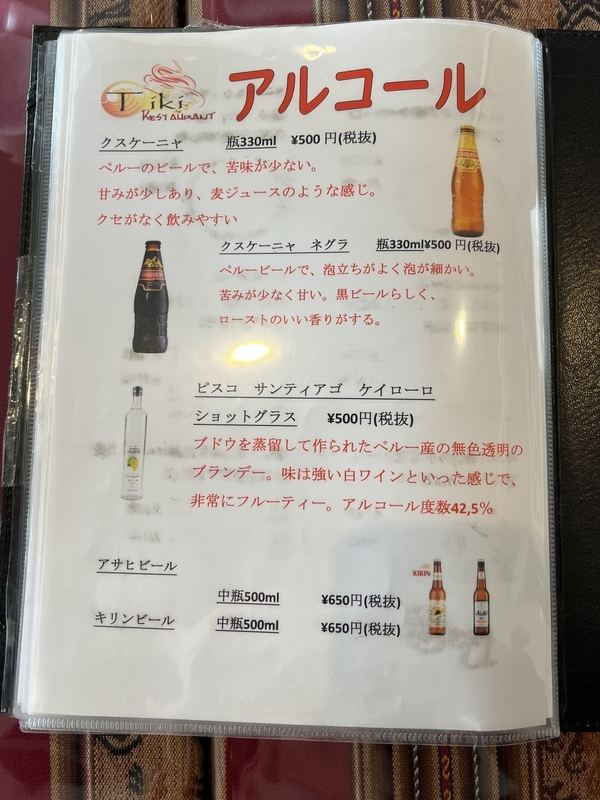 Tiki
RESTAURANT
アルコール
クスケーニャ 瓶330ml ¥500 円(税抜)
ペルーのビールで、苦味が少ない。
甘みが少しあり、麦ジュースのような感じ。
クセがなく飲みやすい
クスケーニャ ネグラ 瓶330ml¥500 円(税抜)
ペルービールで、泡立ちがよく泡が細かい。
苦みが少なく甘い。黒ビールらしく、
ローストのいい香りがする。
ピスコ サンティアゴ ケイローロ
ショットグラス ¥500円(税抜)
ブドウを蒸留して作られたペルー産の無色透明の
ブランデー。味は強い白ワインといった感じで、
非常にフルーティー。アルコール度数42,5%
アサヒビール
中瓶500ml ¥650円(税抜)
キリンビール 中瓶500ml ¥650円(税抜)
KIRIN
Asahi